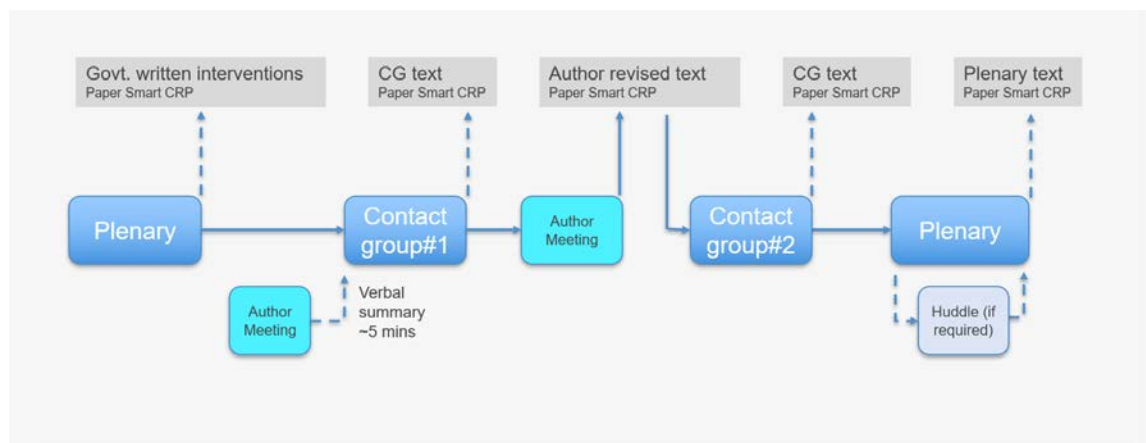 Govt. written interventions
Paper Smart CRP
CG text
Paper Smart CRP
Author revised text
Paper Smart CRP
CG text
Paper Smart CRP
Plenary text
Paper Smart CRP
Plenary
Contact
group#1
Author
Meeting
Contact
group#2
Plenary
Author
Meeting
Verbal
summary
~5 mins
Huddle (if
required)